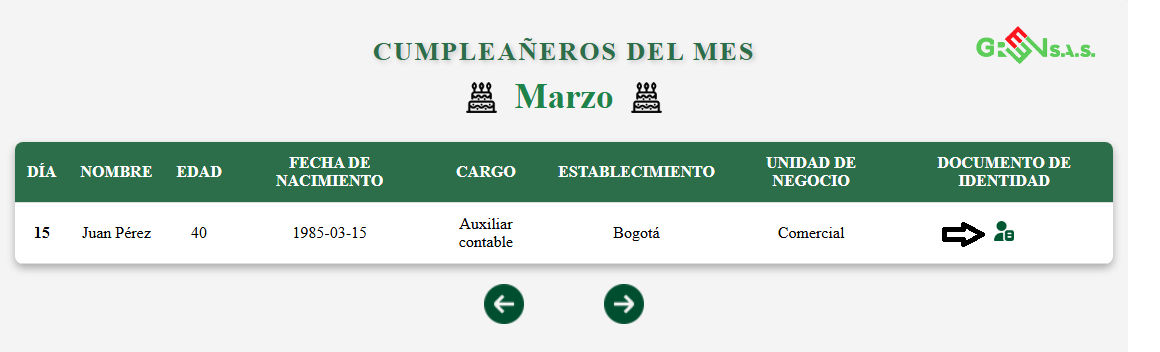 CUMPLEAÑEROS DEL MES
GREEN S.A.S.
Marzo
DÍA NOMBRE EDAD FECHA DE NACIMIENTO CARGO ESTABLECIMIENTO UNIDAD DE NEGOCIO DOCUMENTO DE IDENTIDAD
15 Juan Pérez 40 1985-03-15 Auxiliar contable Bogotá Comercial